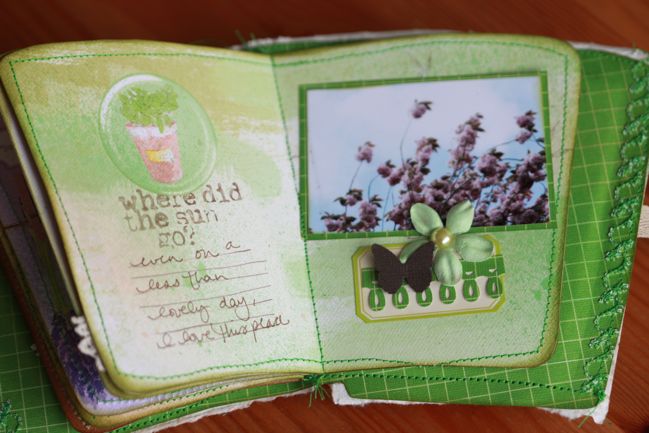 where did
the sun
go?
even on a
less than
lovely day,
i love this place